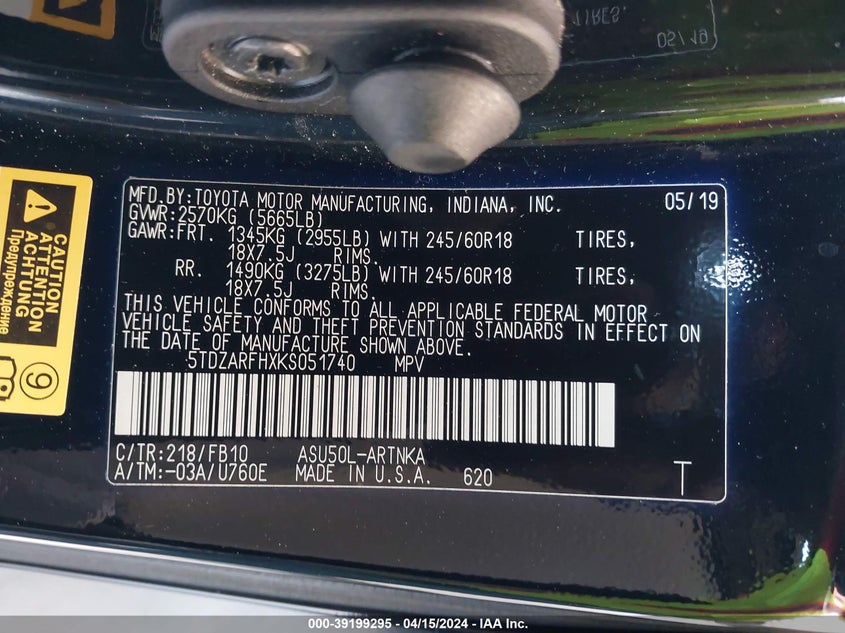 TIRES.
05/19
MFD.BY:TOYOTA MOTOR MANUFACTURING, INDIANA, INC. 05/19
GVWR:2570KG (5665LB)
GAWR:FRT. 1345KG (2955LB) WITH 245/60R18 TIRES,
18X7.5J RIMS.
RR. 1490KG (3275LB) WITH 245/60R18 TIRES,
18X7.5J RIMS.
THIS VEHICLE CONFORMS TO ALL APPLICABLE FEDERAL MOTOR
VEHICLE SAFETY AND THEFT PREVENTION STANDARDS IN EFFECT ON
THE DATE OF MANUFACTURE SHOWN ABOVE.
5TDZARFHXKS051740 MPV
C/TR:218/FB10 ASU50L-ARTNKA
A/TM:-03A/U760E MADE IN U.S.A. 620 T
CAUTION
ATTENTION
ACHTUNG
Предупреждение
9
000-39199295 - 04/15/2024 - IAA Inc.